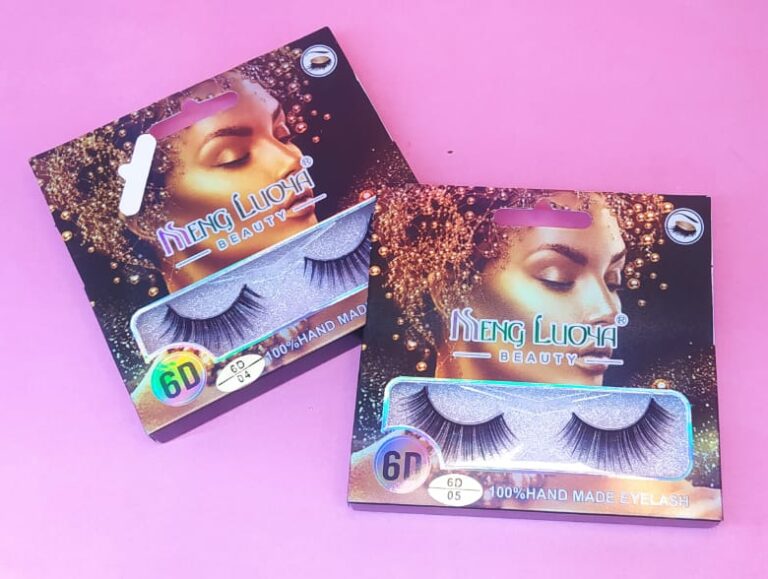 MENG LUOYA®
BEAUTY
6D
6D
04
100%HAND MADE
MENG LUOYA®
BEAUTY
6D
6D
05
100%HAND MADE EYELASH